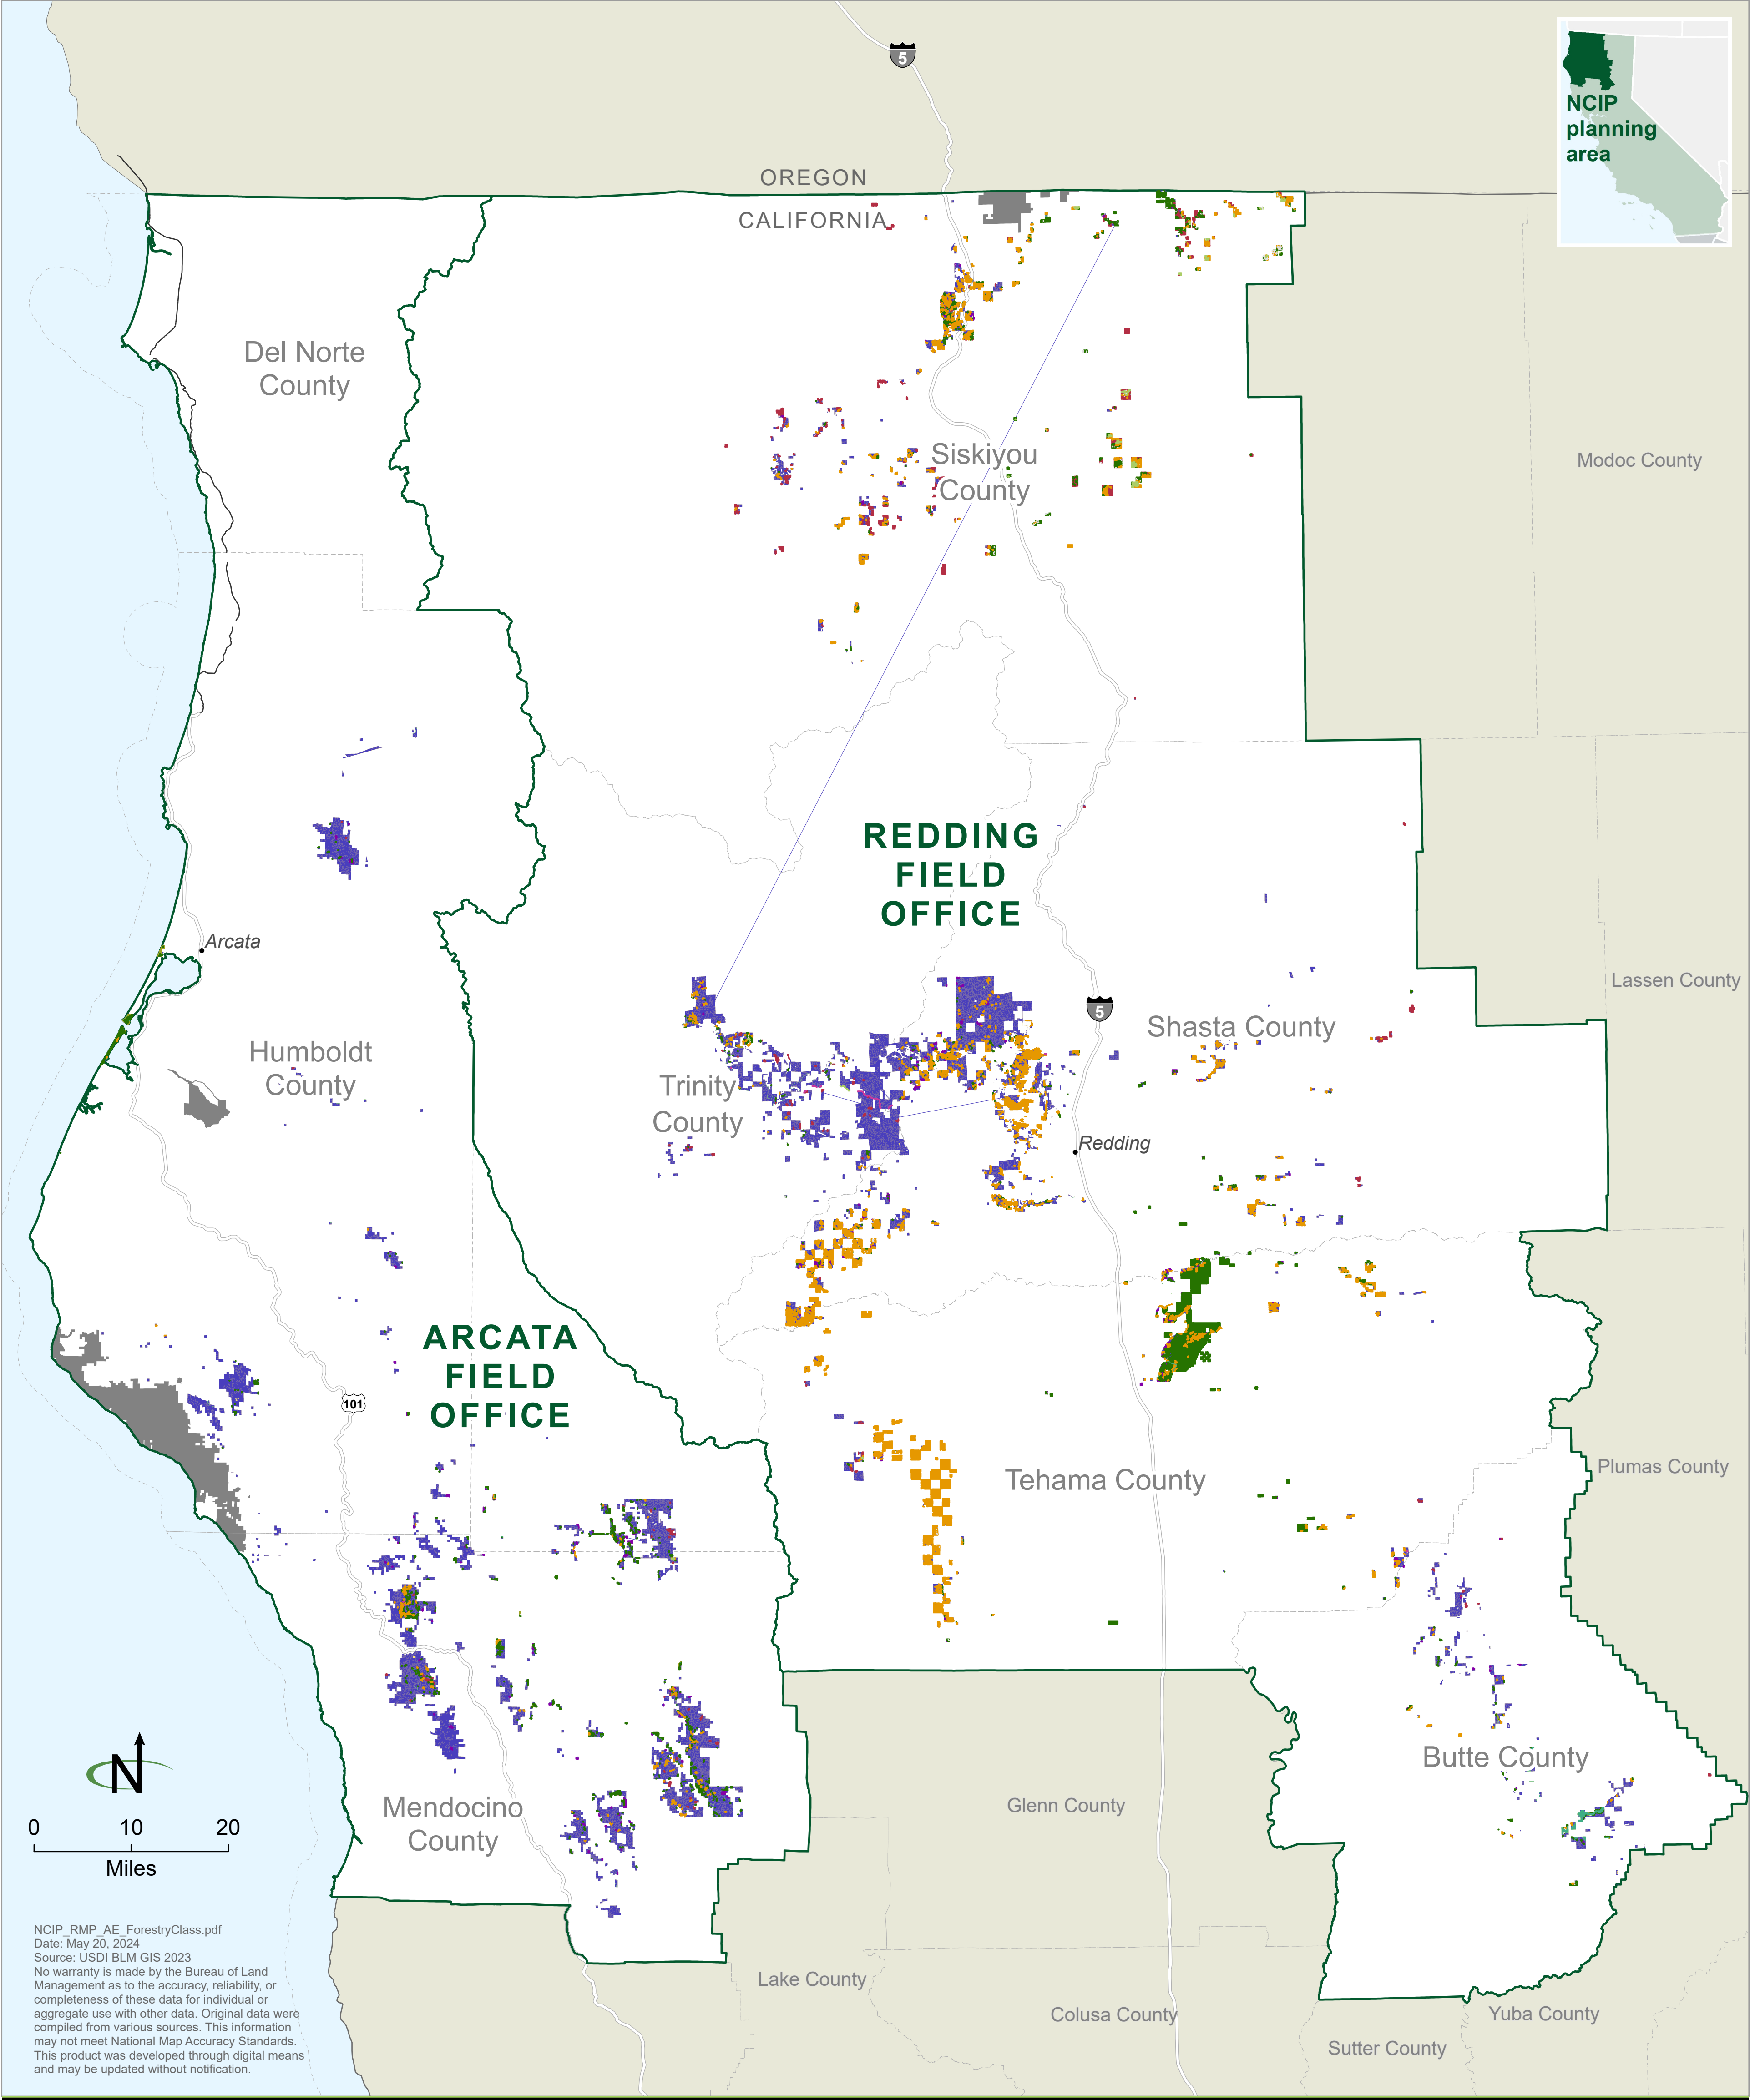 5
NCIP
planning
area
OREGON
CALIFORNIA
Del Norte
County
Siskiyou
County
Modoc County
REDDING
FIELD
OFFICE
Arcata
Lassen County
5
Shasta County
Humboldt
County
Trinity
County
Redding
ARCATA
FIELD
OFFICE
101
Plumas County
Tehama County
Butte County
N
Mendocino
County
Glenn County
0 10 20
Miles
NCIP_RMP_AE_ForestryClass.pdf
Date: May 20, 2024
Source: USDI BLM GIS 2023
No warranty is made by the Bureau of Land
Management as to the accuracy, reliability, or
completeness of these data for individual or
aggregate use with other data. Original data were
compiled from various sources. This information
may not meet National Map Accuracy Standards.
This product was developed through digital means
and may be updated without notification.
Lake County
Colusa County
Yuba County
Sutter County